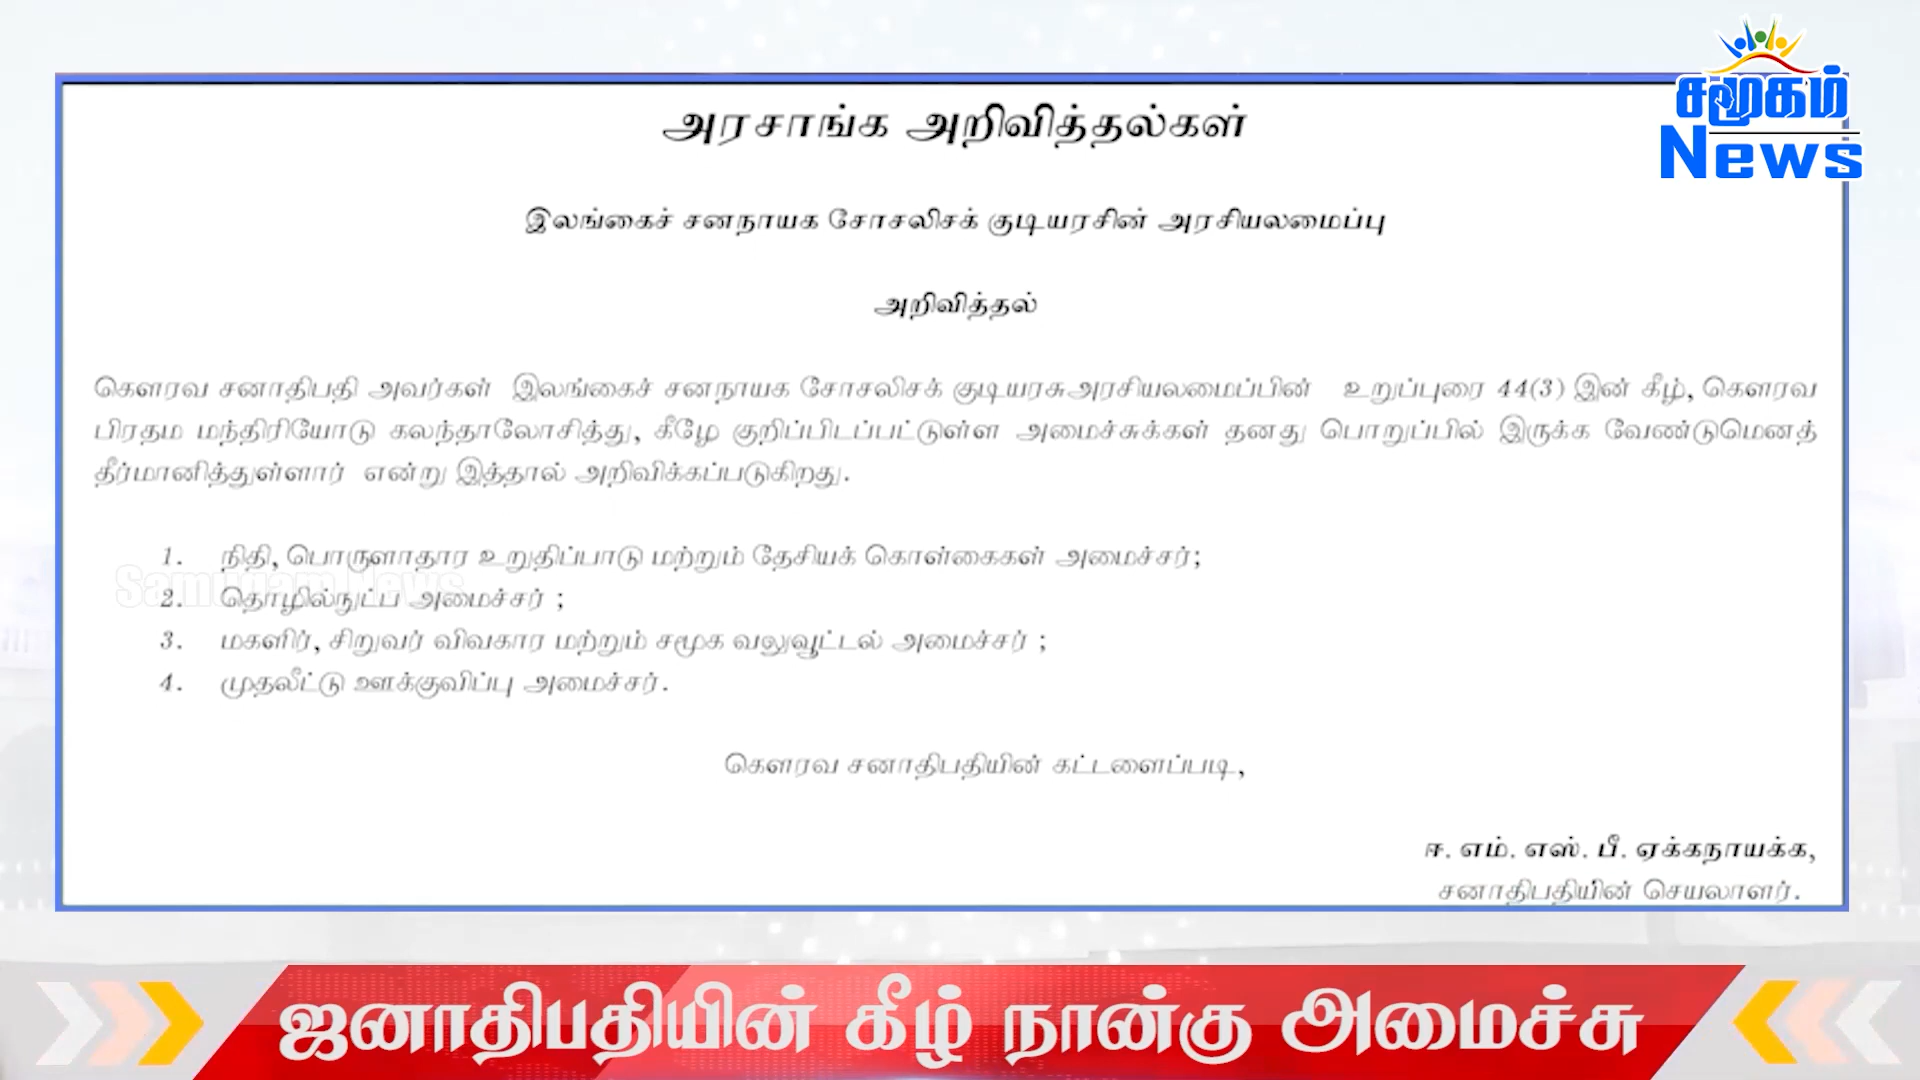 சமூகம்
News
அரசாங்க அறிவித்தல்கள்
இலங்கைச் சனநாயக சோசலிசக் குடியரசின் அரசியலமைப்பு
அறிவித்தல்
கௌரவ சனாதிபதி அவர்கள் இலங்கைச் சனநாயக சோசலிசக் குடியரசுஅரசியலமைப்பின் உறுப்புரை 44(3) இன் கீழ், கௌரவ
பிரதம மந்திரியோடு கலந்தாலோசித்து, கீழே குறிப்பிடப்பட்டுள்ள அமைச்சுக்கள் தனது பொறுப்பில் இருக்க வேண்டுமெனத்
தீர்மானித்துள்ளார் என்று இத்தால் அறிவிக்கப்படுகிறது.
1. நிதி, பொருளாதார உறுதிப்பாடு மற்றும் தேசியக் கொள்கைகள் அமைச்சர்;
Samugam News
2. தொழில்நுட்ப அமைச்சர் ;
3. மகளிர், சிறுவர் விவகார மற்றும் சமூக வலுவூட்டல் அமைச்சர் ;
4. முதலீட்டு ஊக்குவிப்பு அமைச்சர்.
கௌரவ சனாதிபதியின் கட்டளைப்படி,
ஈ. எம். எஸ். பீ. ஏக்கநாயக்க,
சனாதிபதியின் செயலாளர்.
ஜனாதிபதியின் கீழ் நான்கு அமைச்சு